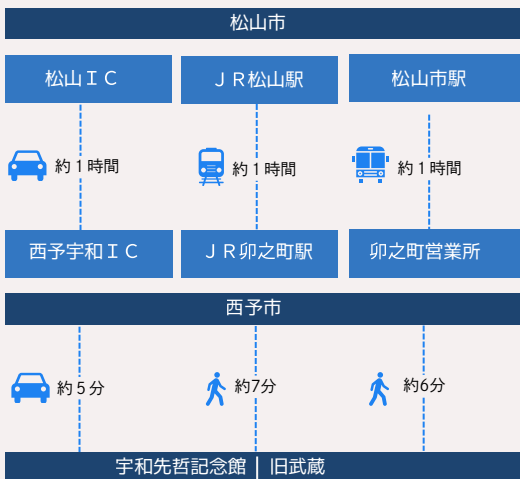 松山市
松山ＩＣ
ＪＲ松山駅
松山市駅
約１時間
約１時間
約１時間
西予宇和ＩＣ
ＪＲ卯之町駅
卯之町営業所
西予市
約５分
約7分
約6分
宇和先哲記念館 | 旧武蔵